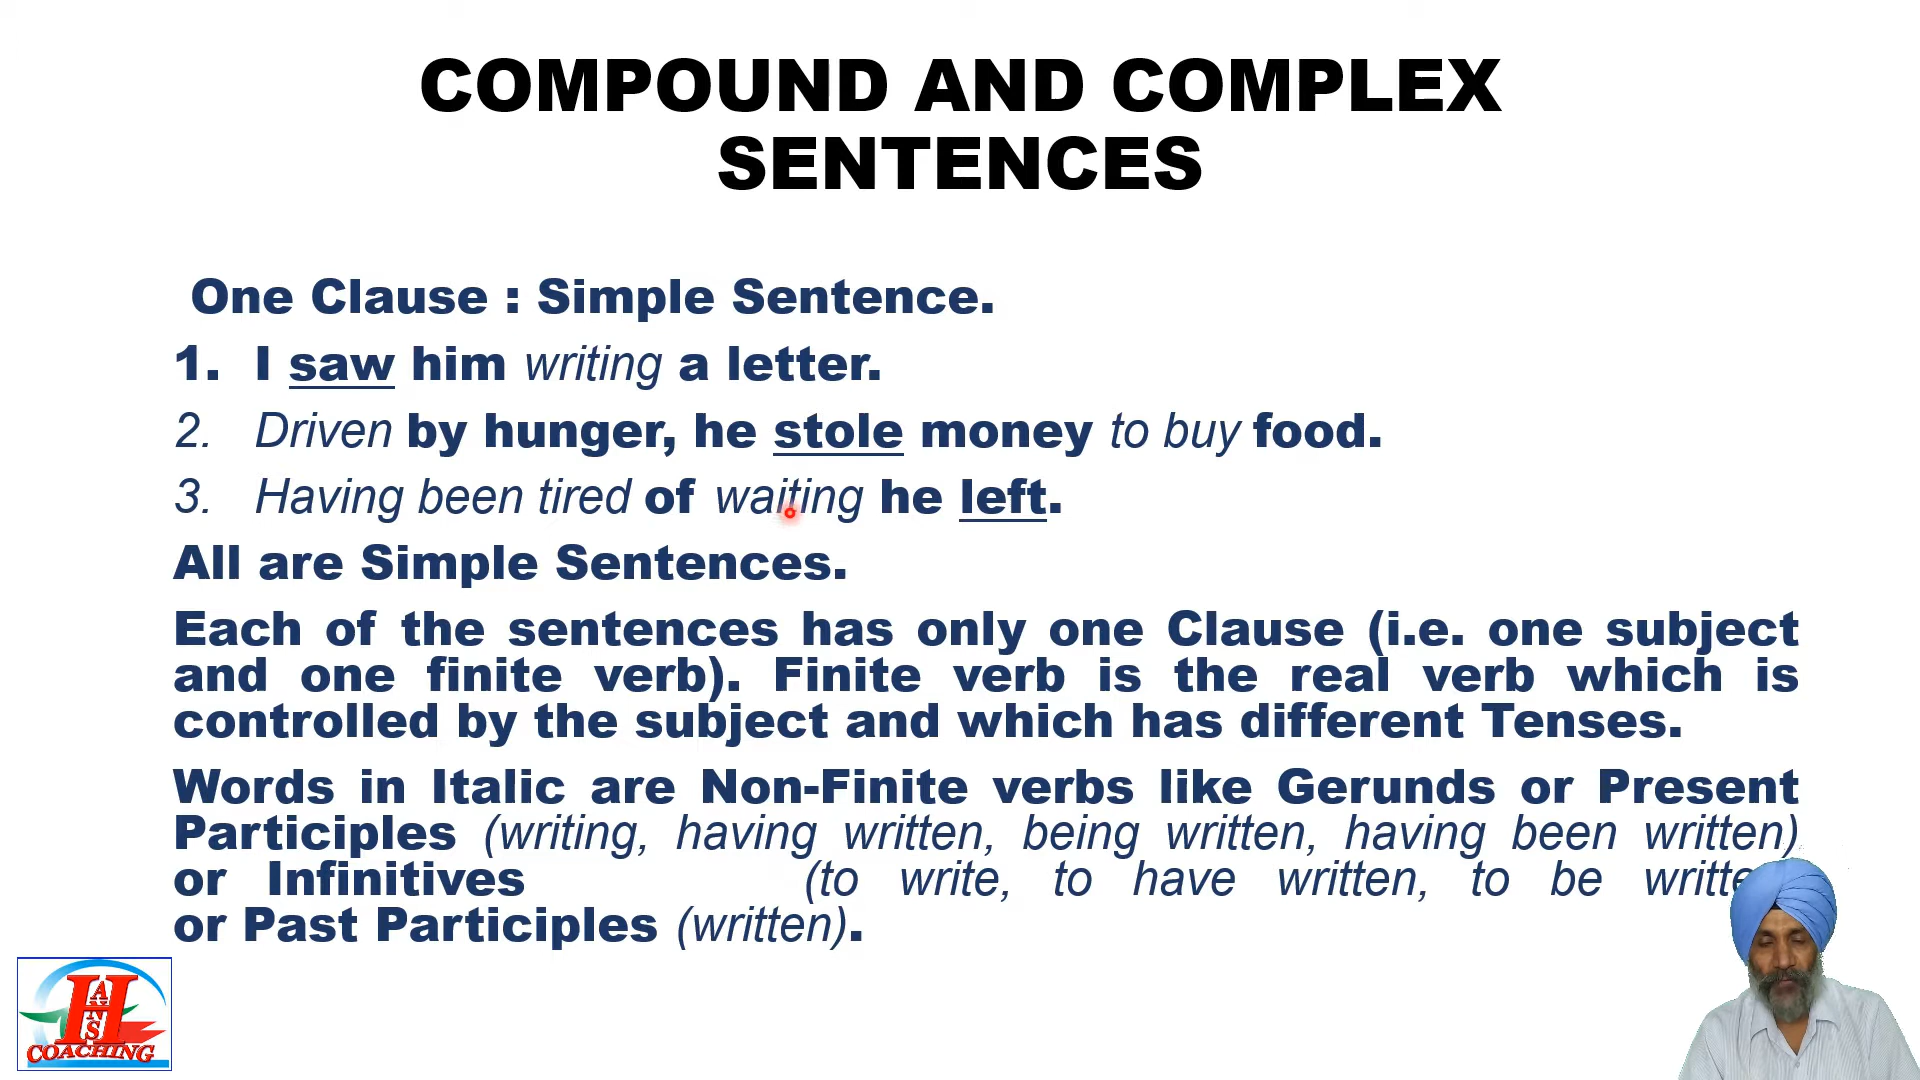 COMPOUND AND COMPLEX
SENTENCES
One Clause : Simple Sentence.
1. I saw him writing a letter.
2. Driven by hunger, he stole money to buy food.
3. Having been tired of waiting he left.
All are Simple Sentences.
Each of the sentences has only one Clause (i.e. one subject
and one finite verb). Finite verb is the real verb which is
controlled by the subject and which has different Tenses.
Words in Italic are Non-Finite verbs like Gerunds or Present
Participles (writing, having written, being written, having been written)
or Infinitives (to write, to have written, to be
or Past Participles (written).
HANS
COACHING